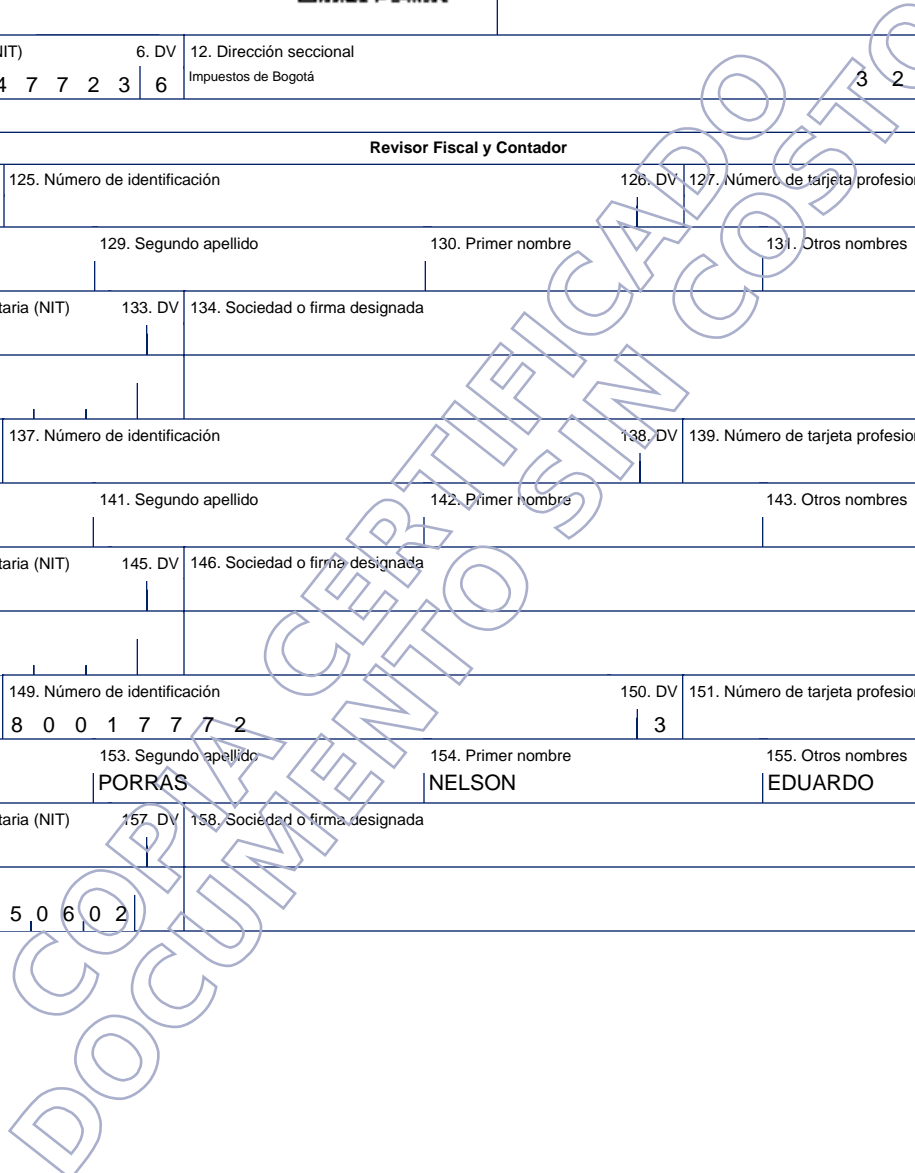 NIT) 6. DV 12. Dirección seccional
4 7 7 2 3 6 Impuestos de Bogotá 3 2
Revisor Fiscal y Contador
125. Número de identificación 126. DV 127. Número de tarjeta profesion
129. Segundo apellido 130. Primer nombre 131. Otros nombres
taria (NIT) 133. DV 134. Sociedad o firma designada
137. Número de identificación 138. DV 139. Número de tarjeta profesion
141. Segundo apellido 142. Primer nombre 143. Otros nombres
taria (NIT) 145. DV 146. Sociedad o firma designada
149. Número de identificación 150. DV 151. Número de tarjeta profesion
8 0 0 1 7 7 7 2 3
153. Segundo apellido 154. Primer nombre 155. Otros nombres
PORRAS NELSON EDUARDO
taria (NIT) 157. DV 158. Sociedad o firma designada
5 0 6 0 2
COPIA CERTIFICADO
DOCUMENTO SIN COSTO